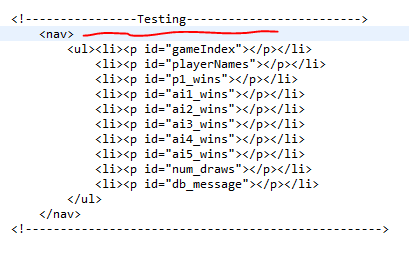 <!------------------Testing---------------------------->
<nav>
<ul><li><p id="gameIndex"></p></li>
<li><p id="playerNames"></p></li>
<li><p id="p1_wins"></p></li>
<li><p id="ai1_wins"></p></li>
<li><p id="ai2_wins"></p></li>
<li><p id="ai3_wins"></p></li>
<li><p id="ai4_wins"></p></li>
<li><p id="ai5_wins"></p></li>
<li><p id="num_draws"></p></li>
<li><p id="db_message"></p></li>
</ul>
</nav>
<!--------------------------------------------------------->